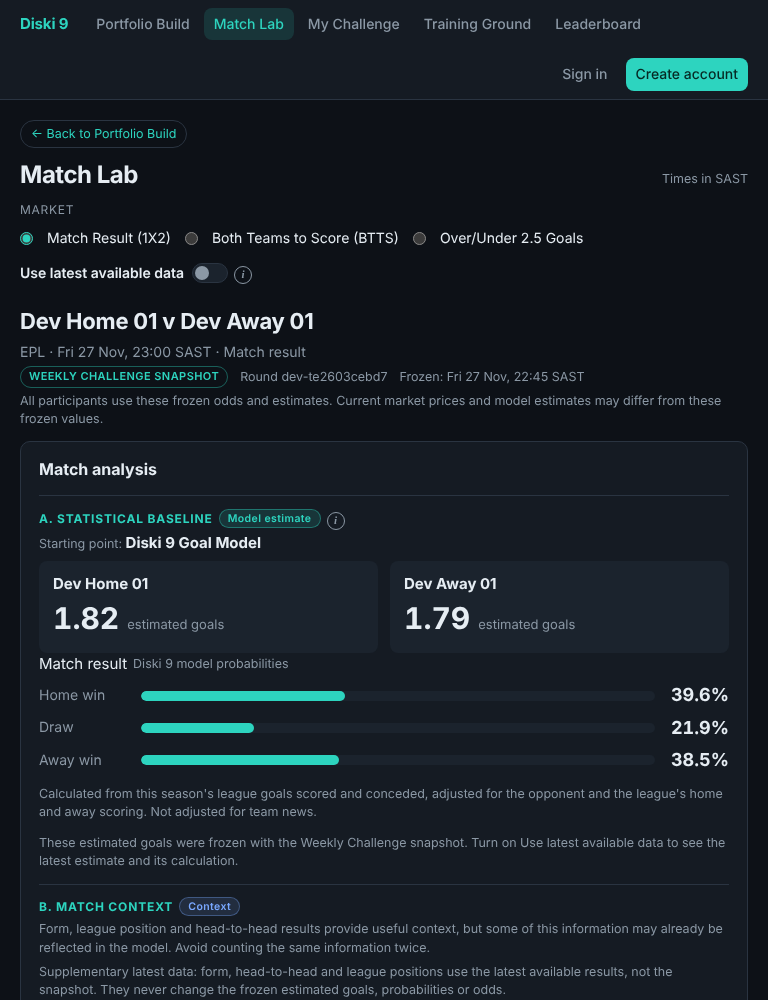 Diski 9 Portfolio Build Match Lab My Challenge Training Ground Leaderboard
Sign in Create account
← Back to Portfolio Build
Match Lab Times in SAST
MARKET
Match Result (1X2) Both Teams to Score (BTTS) Over/Under 2.5 Goals
Use latest available data i
Dev Home 01 v Dev Away 01
EPL · Fri 27 Nov, 23:00 SAST · Match result
WEEKLY CHALLENGE SNAPSHOT Round dev-te2603cebd7 Frozen: Fri 27 Nov, 22:45 SAST
All participants use these frozen odds and estimates. Current market prices and model estimates may differ from these
frozen values.
Match analysis
A. STATISTICAL BASELINE Model estimate i
Starting point: Diski 9 Goal Model
Dev Home 01 Dev Away 01
1.82 estimated goals 1.79 estimated goals
Match result Diski 9 model probabilities
Home win 39.6%
Draw 21.9%
Away win 38.5%
Calculated from this season's league goals scored and conceded, adjusted for the opponent and the league's home
and away scoring. Not adjusted for team news.
These estimated goals were frozen with the Weekly Challenge snapshot. Turn on Use latest available data to see the
latest estimate and its calculation.
B. MATCH CONTEXT Context
Form, league position and head-to-head results provide useful context, but some of this information may already be
reflected in the model. Avoid counting the same information twice.
Supplementary latest data: form, head-to-head and league positions use the latest available results, not the
snapshot. They never change the frozen estimated goals, probabilities or odds.